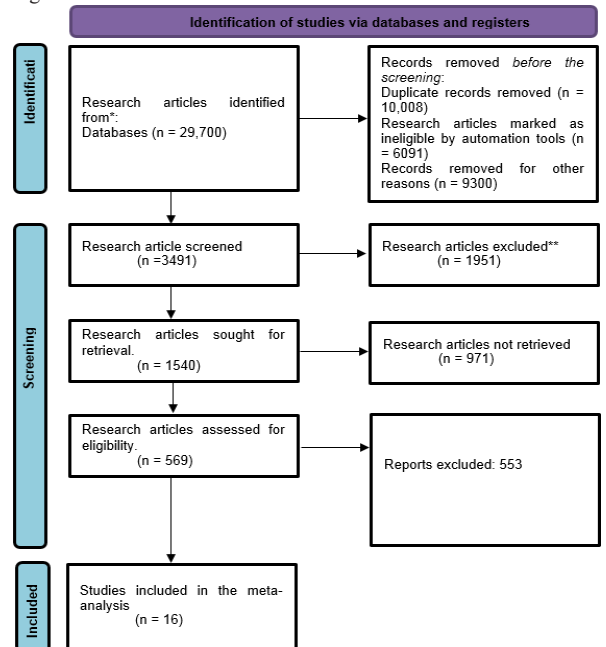 Identification of studies via databases and registers
Identificati
Research articles identified
from*:
Databases (n = 29,700)
Records removed before the
screening:
Duplicate records removed (n =
10,008)
Research articles marked as
ineligible by automation tools (n
= 6091)
Records removed for other
reasons (n = 9300)
Screening
Research article screened
(n =3491)
Research articles excluded**
(n = 1951)
Research articles sought for
retrieval.
(n = 1540)
Research articles not retrieved
(n = 971)
Research articles assessed for
eligibility.
(n = 569)
Reports excluded: 553
Included
Studies included in the meta-
analysis
(n = 16)